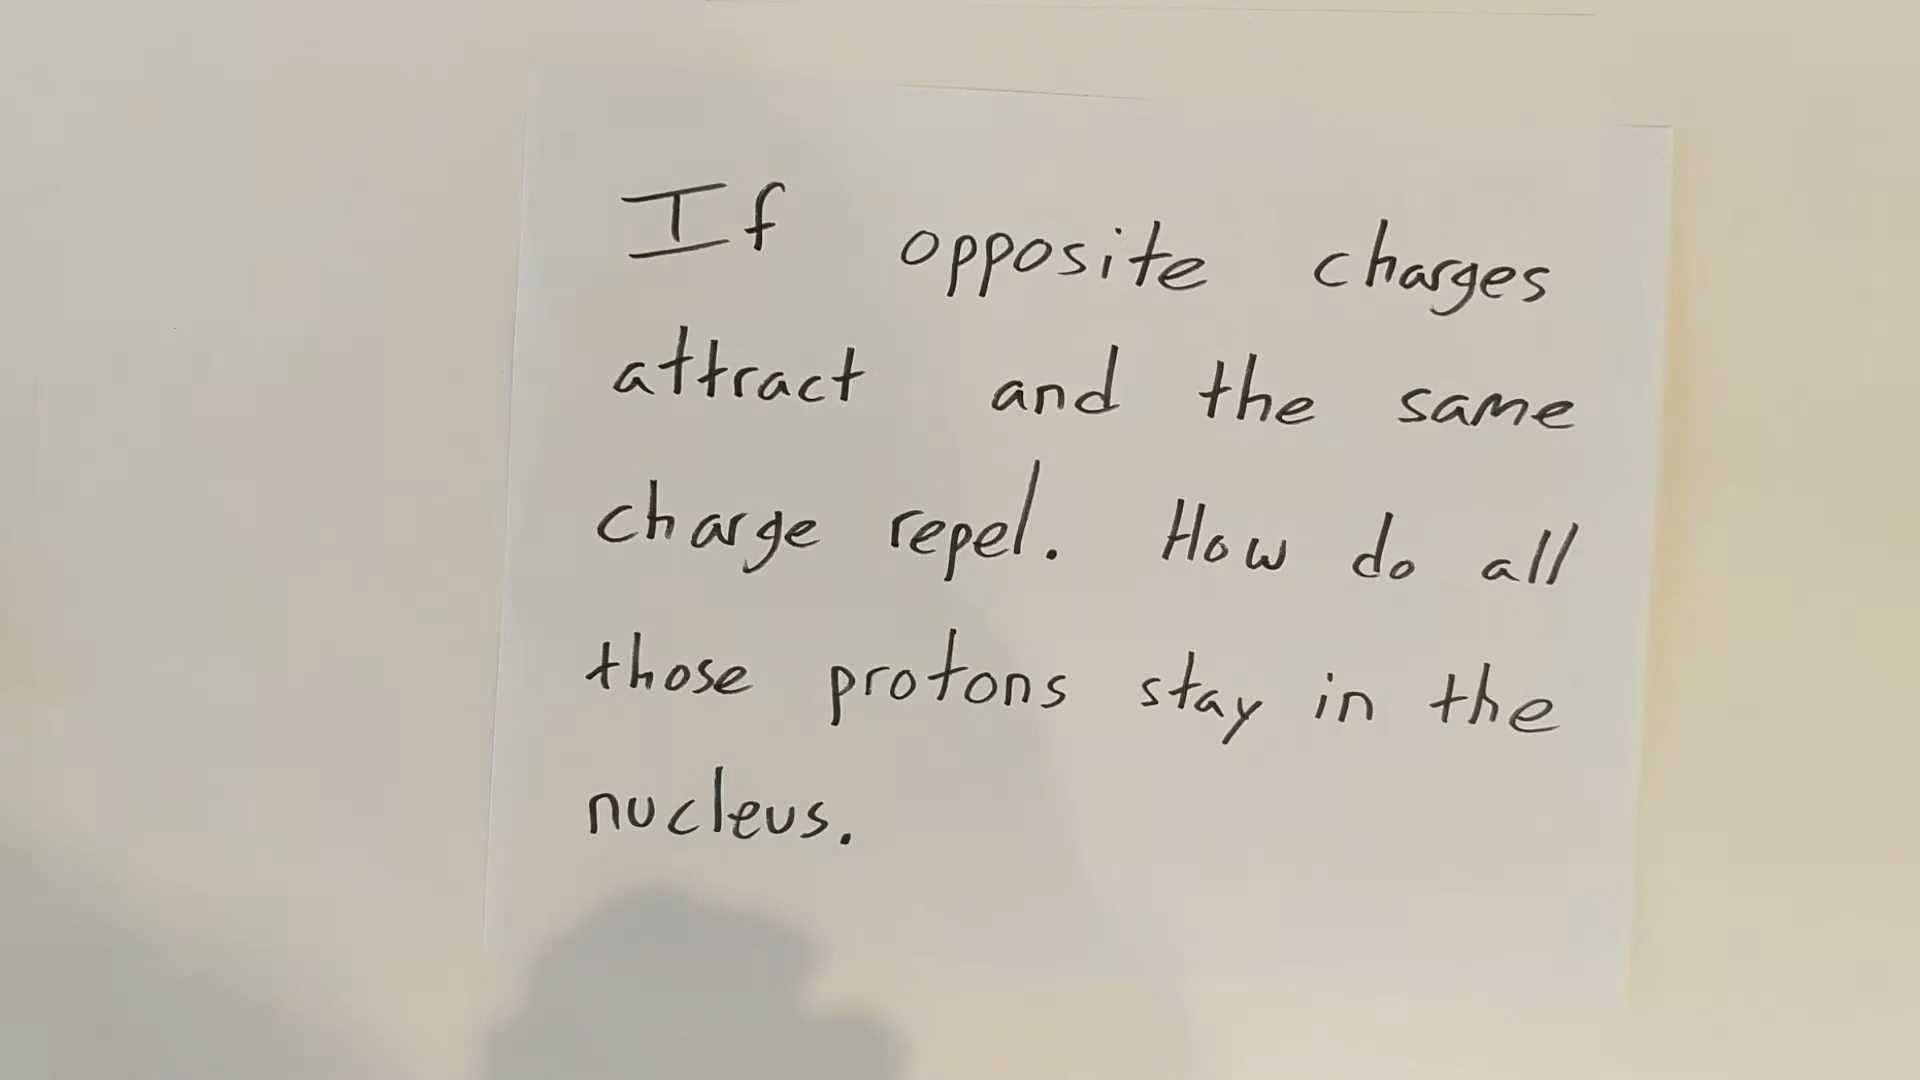 If opposite charges
attract and the same
charge repel. How do all
those protons stay in the
nucleus.